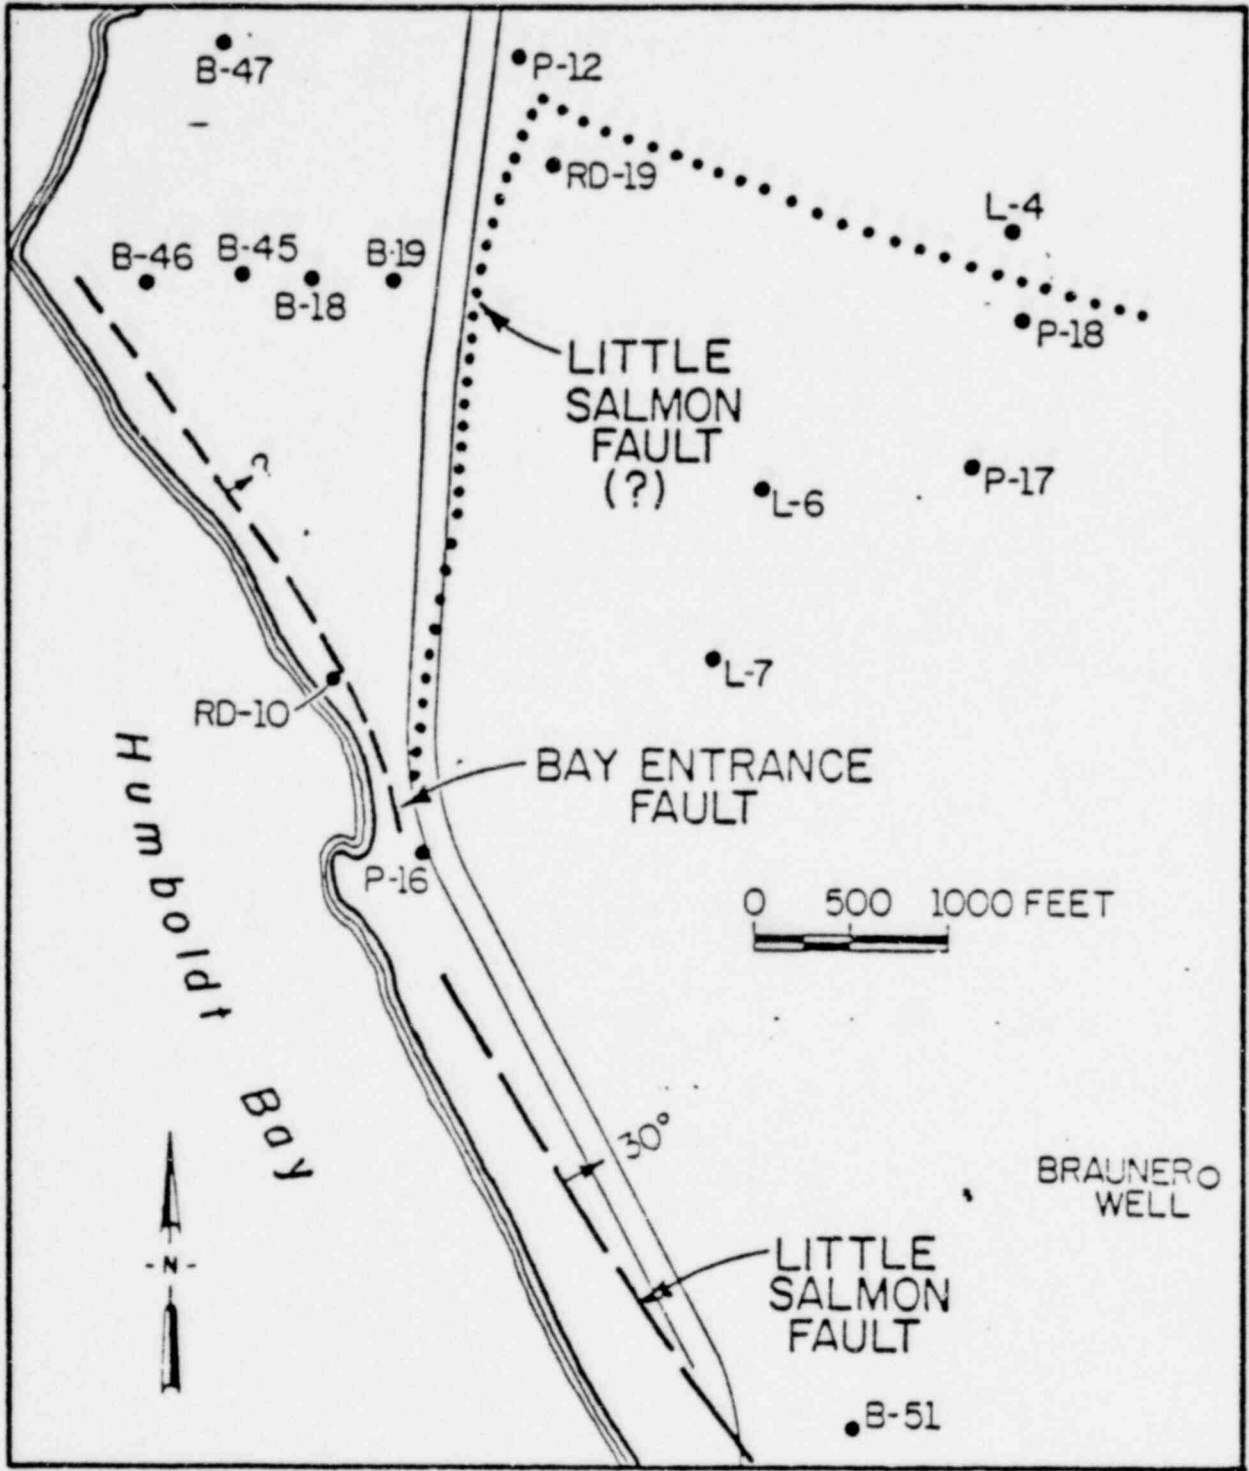 B-47
P-12
RD-19
L-4
B-46
B-45
B-18
B-19
P-18
LITTLE
SALMON
FAULT
(?)
?
L-6
P-17
L-7
RD-10
BAY ENTRANCE
FAULT
P-16
0 500 1000 FEET
Humboldt Bay
30°
BRAUNER
WELL
-N-
LITTLE
SALMON
FAULT
B-51